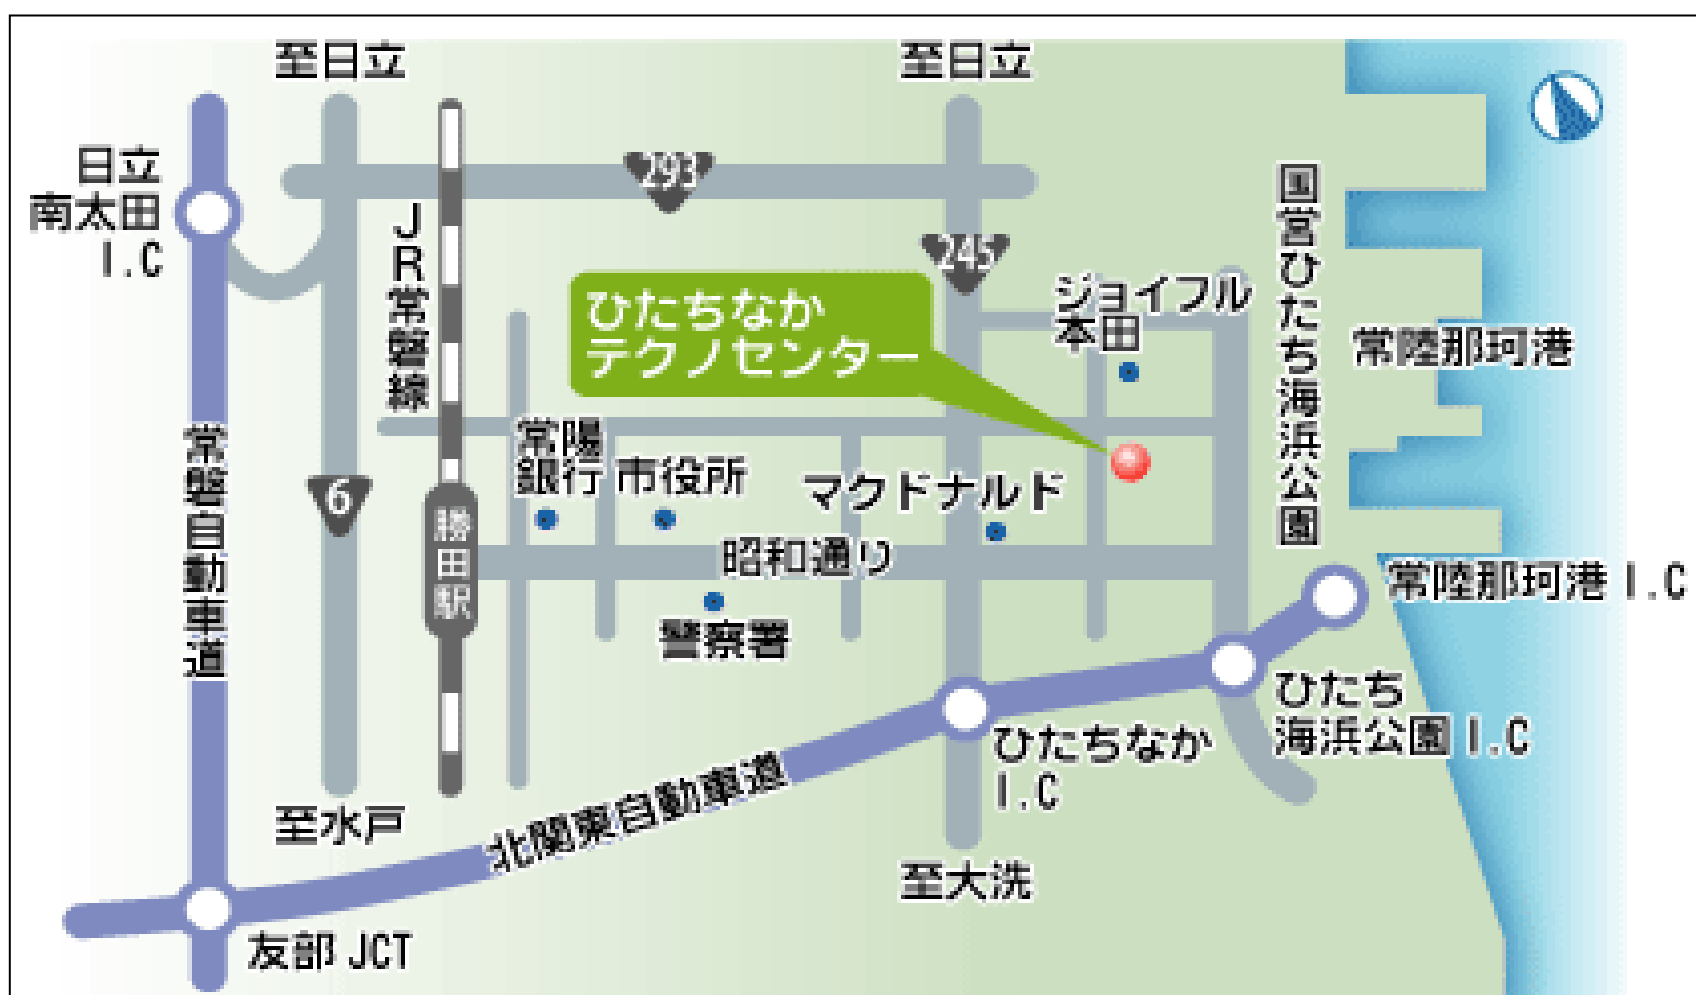 至日立
至日立
日立
南太田
I.C
293
JR常磐線
245
国営ひたち海浜公園
ひたちなか
テクノセンター
ジョイフル
本田
常陸那珂港
常磐自動車道
常陽
銀行
市役所
マクドナルド
6
勝田駅
昭和通り
常陸那珂港 I.C
警察署
ひたち
海浜公園 I.C
ひたちなか
I.C
北関東自動車道
至水戸
至大洗
友部 JCT